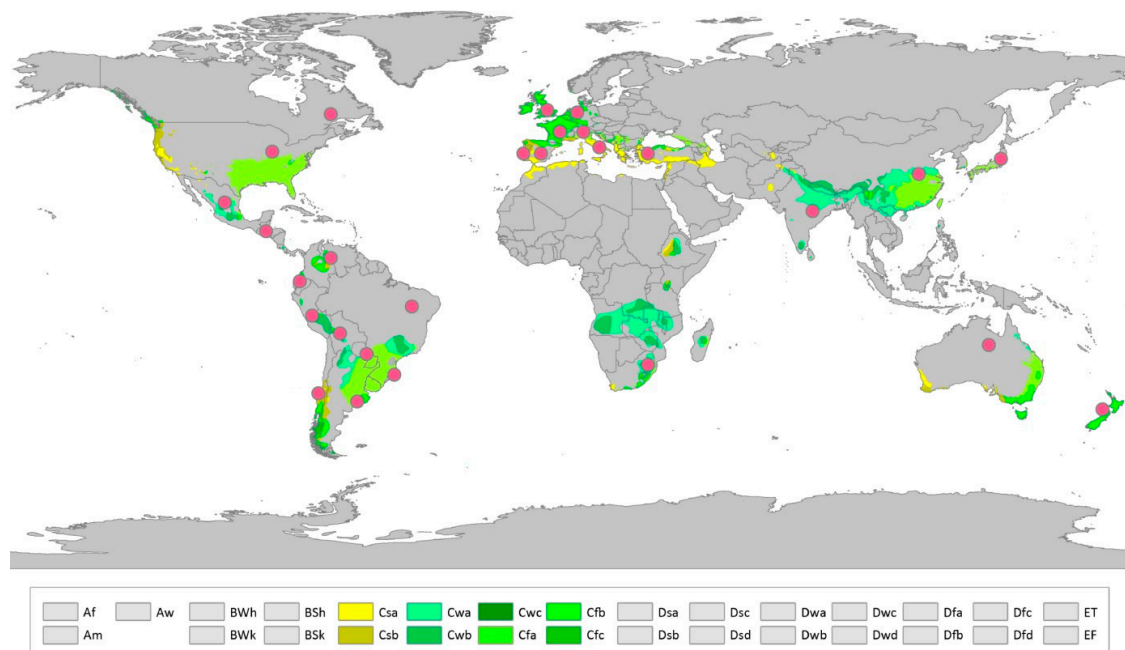 Af Aw BWh BSh Csa Cwa Cwc Cfb Dsa Dsc Dwa Dwc Dfa Dfc ET
Am BWk BSk Csb Cwb Cfa Cfc Dsb Dsd Dwb Dwd Dfb Dfd EF